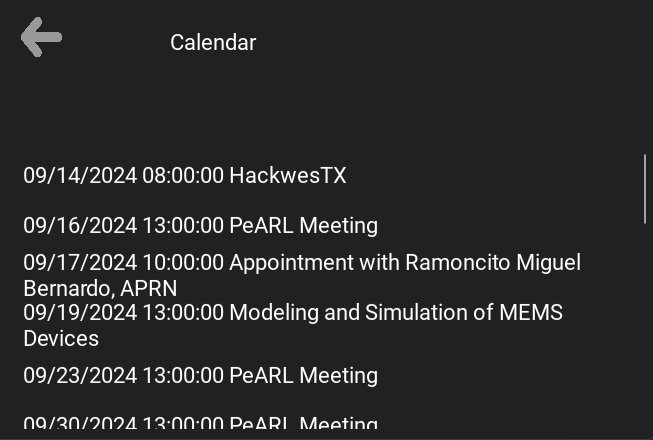 Calendar
09/14/2024 08:00:00 HackwesTX
09/16/2024 13:00:00 PeARL Meeting
09/17/2024 10:00:00 Appointment with Ramoncito Miguel
Bernardo, APRN
09/19/2024 13:00:00 Modeling and Simulation of MEMS
Devices
09/23/2024 13:00:00 PeARL Meeting
09/30/2024 13:00:00 PeARL Meeting